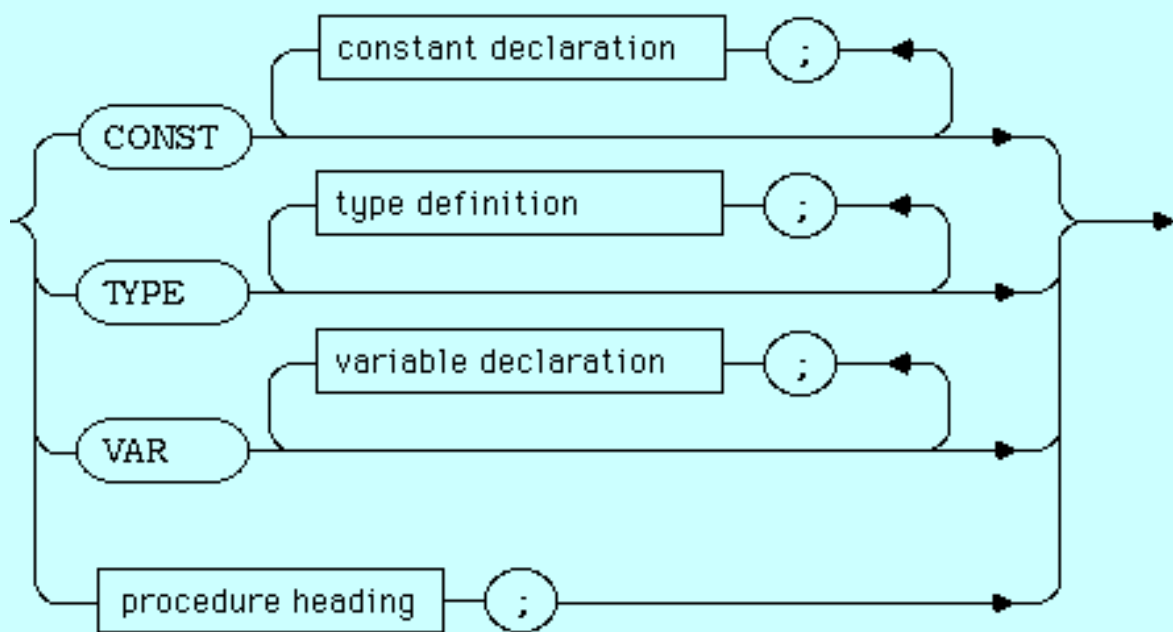 constant declaration ;
CONST
type definition ;
TYPE
variable declaration ;
VAR
procedure heading ;